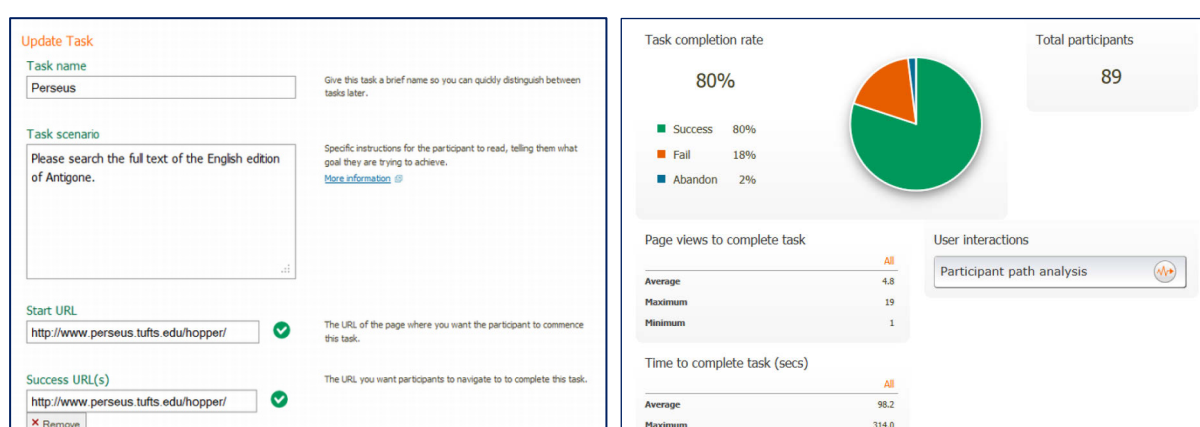 Update Task
Task name
Perseus
Give this task a brief name so you can quickly distinguish between
tasks later.
Task scenario
Please search the full text of the English edition
of Antigone.
Specific instructions for the participant to read, telling them what
goal they are trying to achieve.
More information
Start URL
http://www.perseus.tufts.edu/hopper/
The URL of the page where you want the participant to commence
this task.
Success URL(s)
http://www.perseus.tufts.edu/hopper/
The URL you want participants to navigate to to complete this task.
Remove
Task completion rate
80%
Success 80%
Fail 18%
Abandon 2%
Total participants
89
Page views to complete task
All
Average 4.8
Maximum 19
Minimum 1
User interactions
Participant path analysis
Time to complete task (secs)
All
Average 98.2
Maximum 314.0